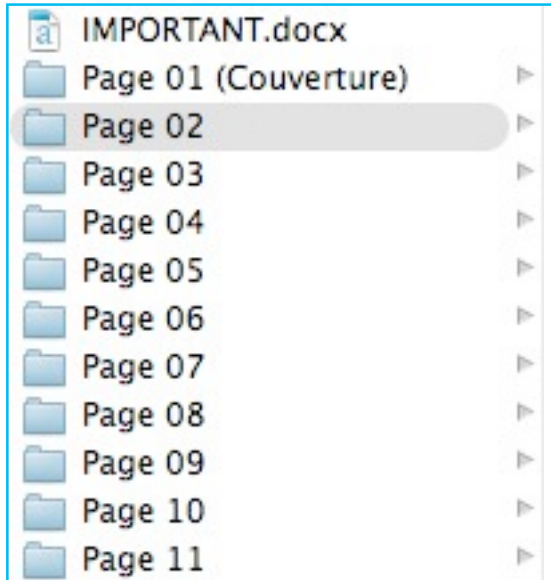 IMPORTANT.docx
Page 01 (Couverture)
Page 02
Page 03
Page 04
Page 05
Page 06
Page 07
Page 08
Page 09
Page 10
Page 11